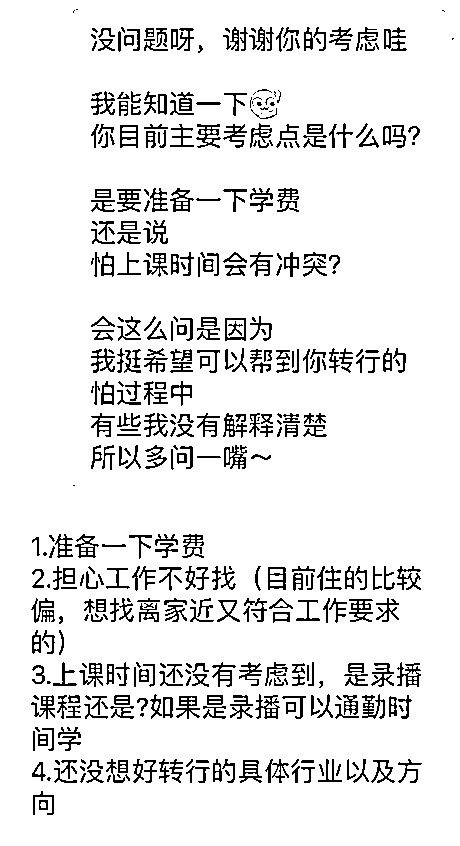 没问题呀，谢谢你的考虑哇
我能知道一下
你目前主要考虑点是什么吗?
是要准备一下学费
还是说
怕上课时间会有冲突?
会这么问是因为
我挺希望可以帮到你转行的
怕过程中
有些我没有解释清楚
所以多问一嘴～
1.准备一下学费
2.担心工作不好找（目前住的比较
偏，想找离家近又符合工作要求
的）
3.上课时间还没有考虑到，是录播
课程还是?如果是录播可以通勤时
间学
4.还没想好转行的具体行业以及方
向